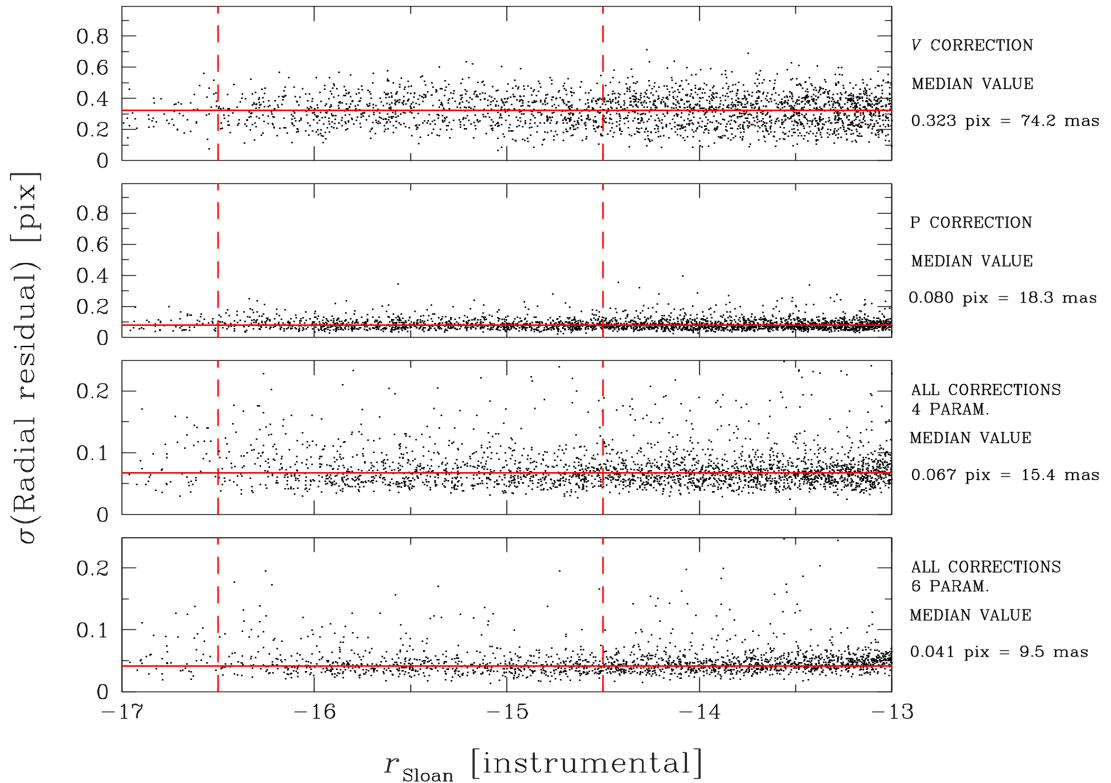 0.8
0.6
0.4
0.2
0
V CORRECTION
MEDIAN VALUE
0.323 pix = 74.2 mas
0.8
0.6
0.4
0.2
0
P CORRECTION
MEDIAN VALUE
0.080 pix = 18.3 mas
0.2
0.1
0
ALL CORRECTIONS
4 PARAM.
MEDIAN VALUE
0.067 pix = 15.4 mas
0.2
0.1
0
ALL CORRECTIONS
6 PARAM.
MEDIAN VALUE
0.041 pix = 9.5 mas
σ(Radial residual) [pix]
−17 −16 −15 −14 −13
r Sloan [instrumental]